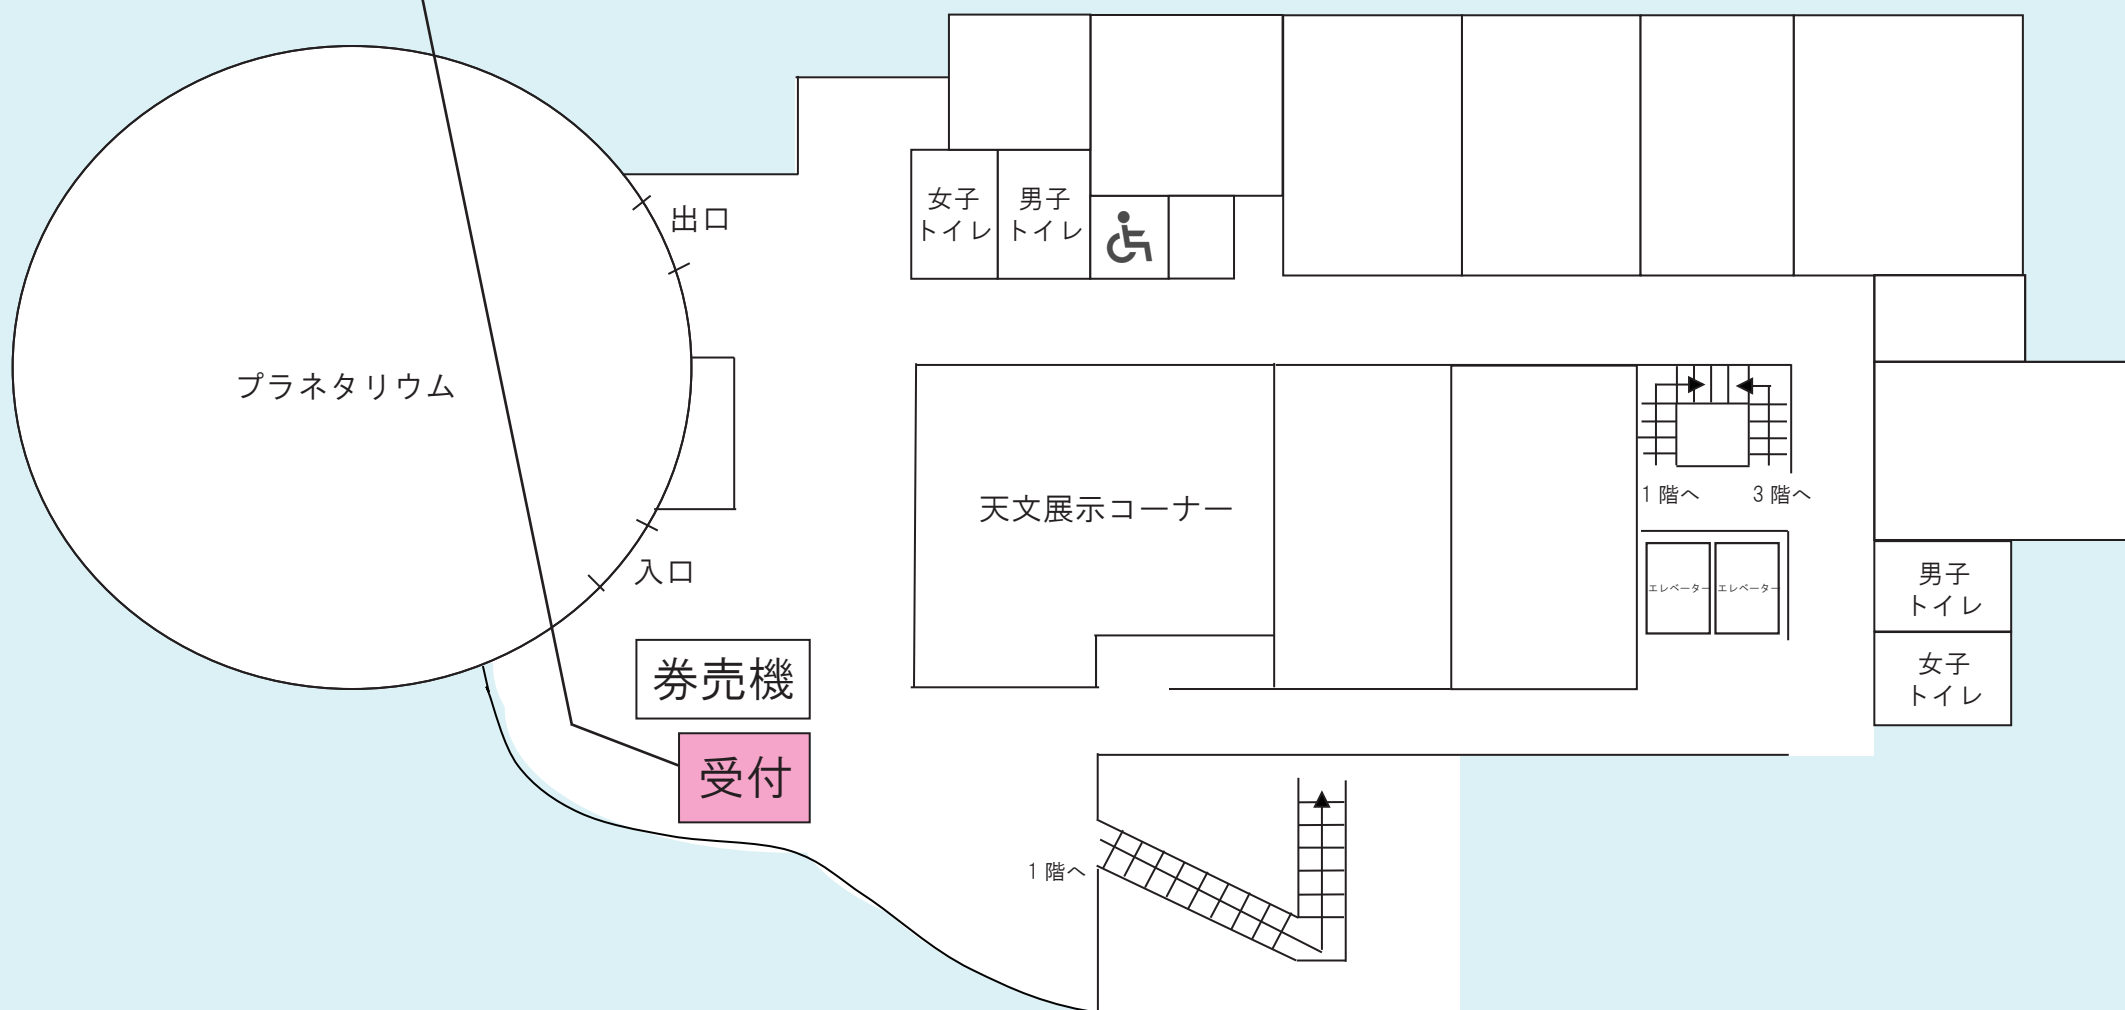 女子
トイレ
男子
トイレ
出口
プラネタリウム
天文展示コーナー
1 階へ
3 階へ
入口
エレベーター
エレベーター
男子
トイレ
券売機
女子
トイレ
受付
1 階へ